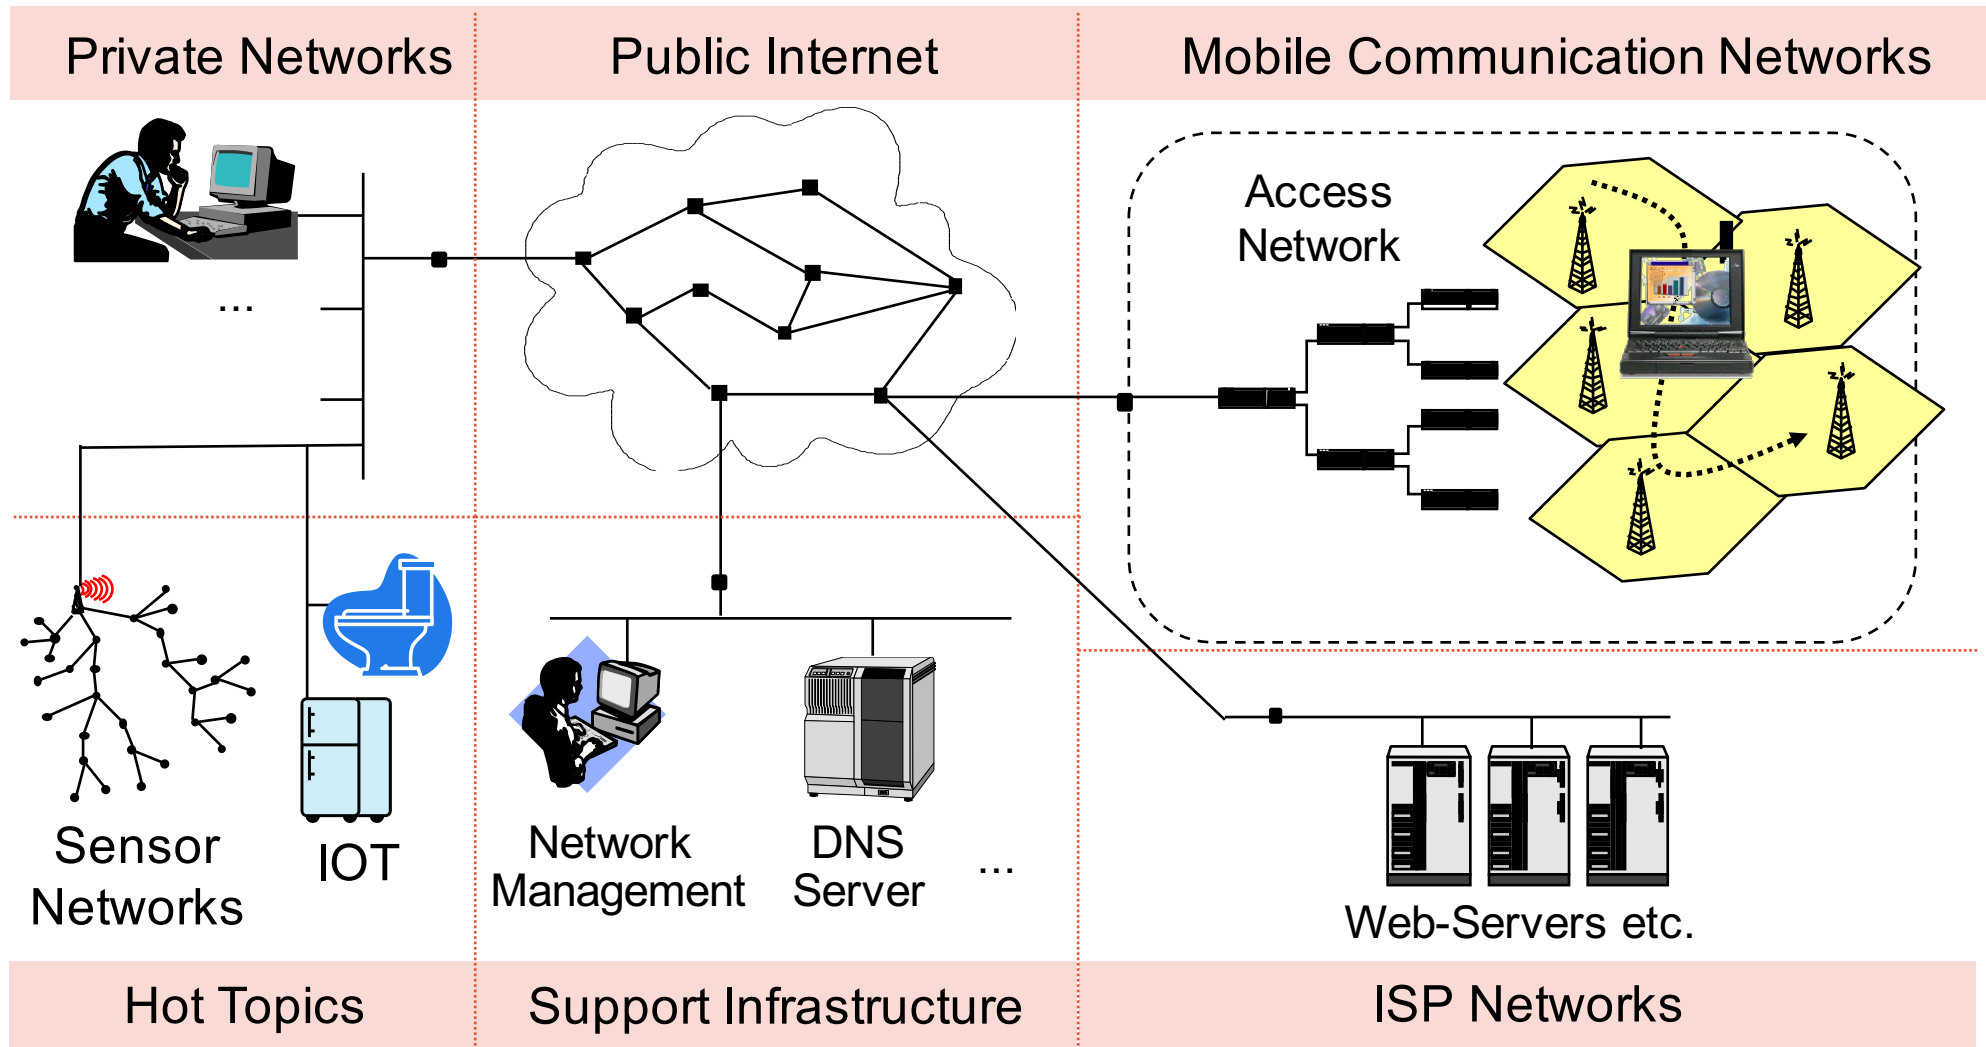 Private Networks
Public Internet
Mobile Communication Networks
Access
Network
...
Sensor
Networks
IOT
Network
Management
DNS
Server
...
Web-Servers etc.
Hot Topics
Support Infrastructure
ISP Networks